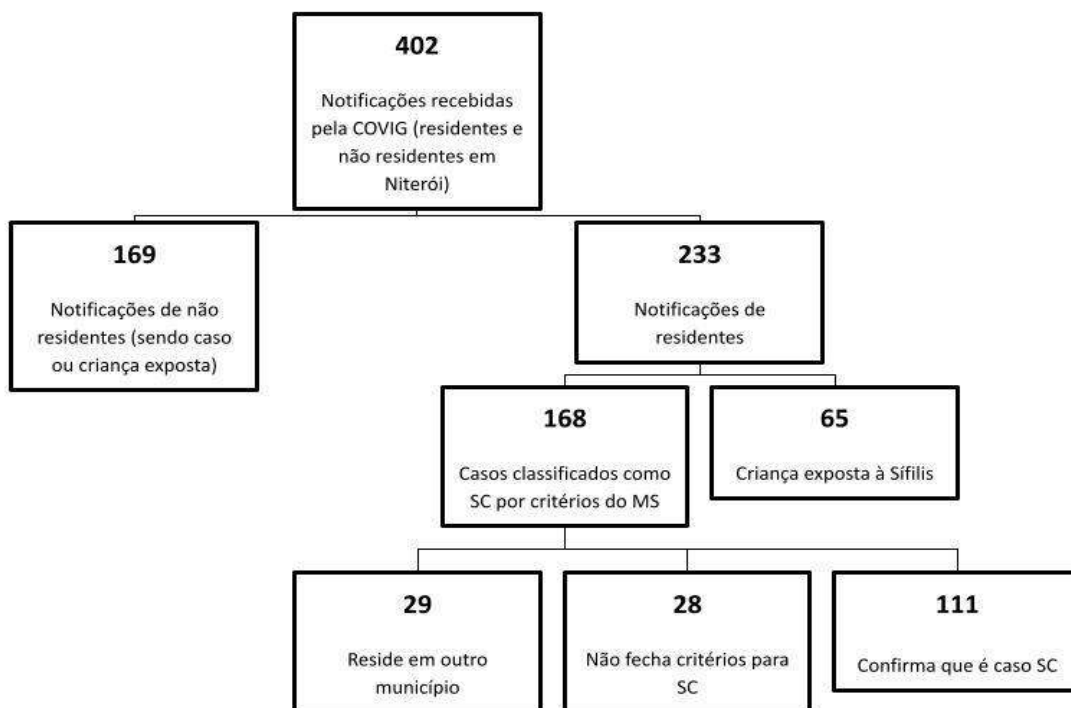 402
Notificações recebidas
pela COVIG (residentes e
não residentes em
Niterói)
169
Notificações de não
residentes (sendo caso
ou criança exposta)
233
Notificações de
residentes
168
Casos classificados como
SC por critérios do MS
65
Criança exposta à Sífilis
29
Reside em outro
município
28
Não fecha critérios para
SC
111
Confirma que é caso SC